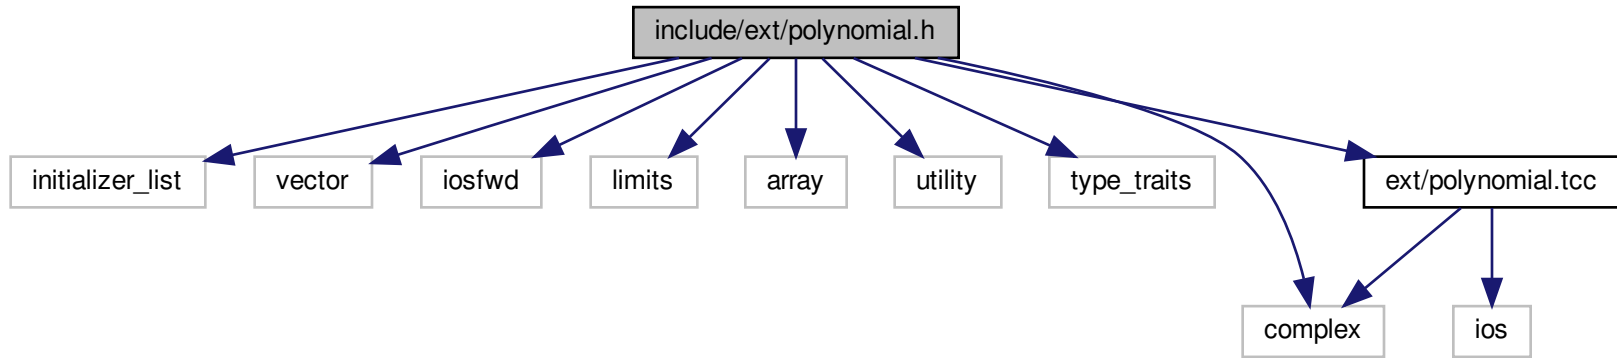 include/ext/polynomial.h
initializer_list
vector
iosfwd
limits
array
utility
type_traits
ext/polynomial.tcc
complex
ios